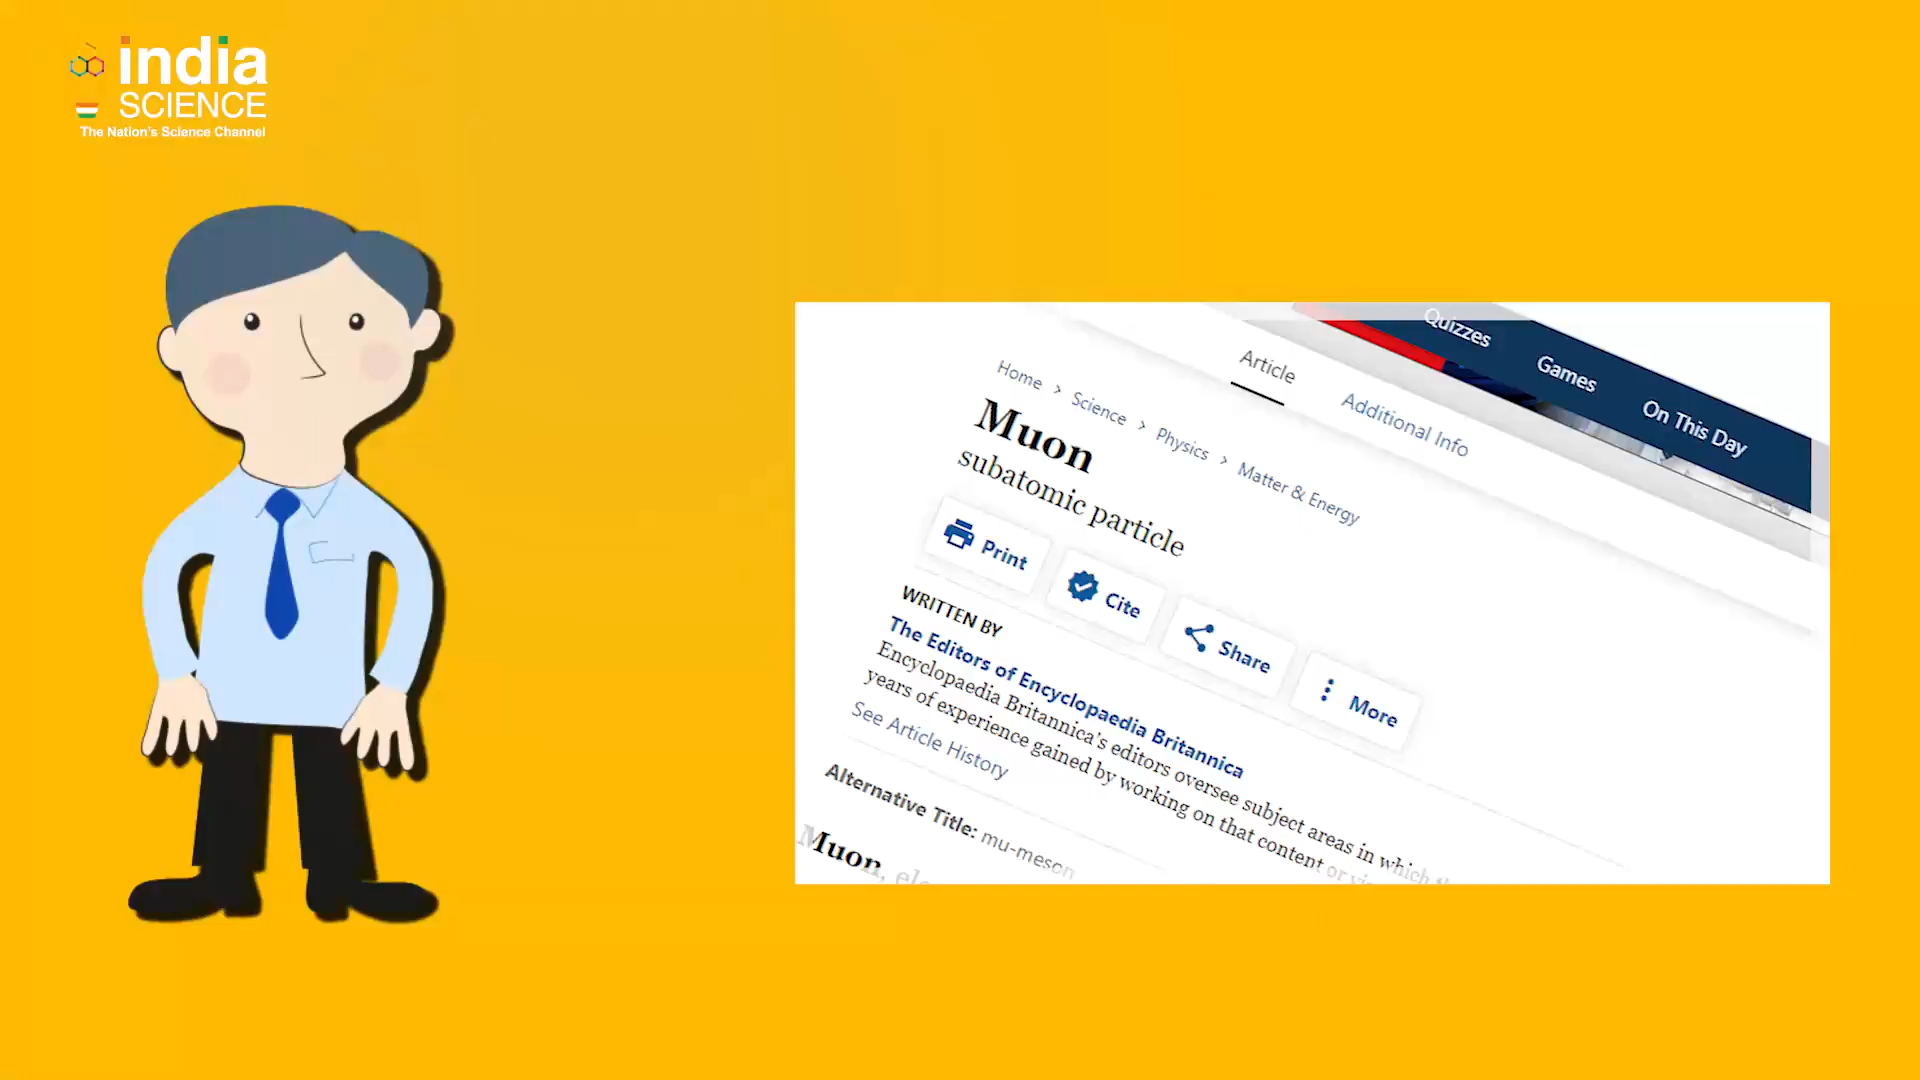 india
SCIENCE
The Nation's Science Channel
Quizzes
Games
On This Day
Article
Additional Info
Home > Science > Physics > Matter & Energy
Muon
subatomic particle
Print
Cite
Share
More
WRITTEN BY
The Editors of Encyclopaedia Britannica
Encyclopaedia Britannica's editors oversee subject areas in which
years of experience gained by working on that content or
See Article History
Alternative Title: mu-meson
Muon,